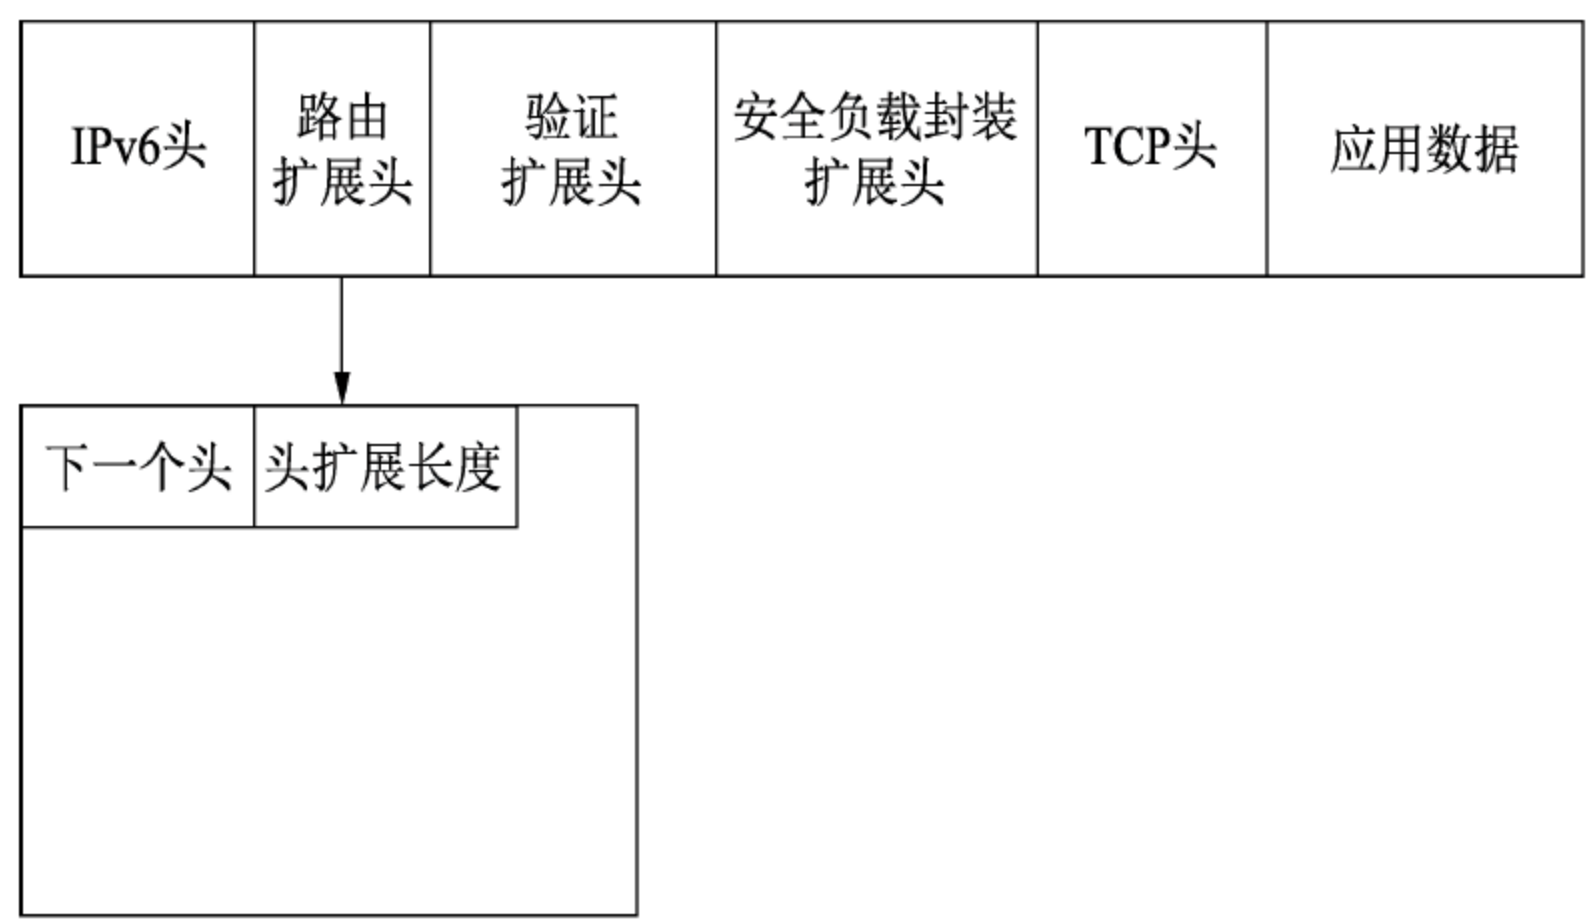 IPv6头
路由
扩展头
验证
扩展头
安全负载封装
扩展头
TCP头
应用数据
下一个头
头扩展长度